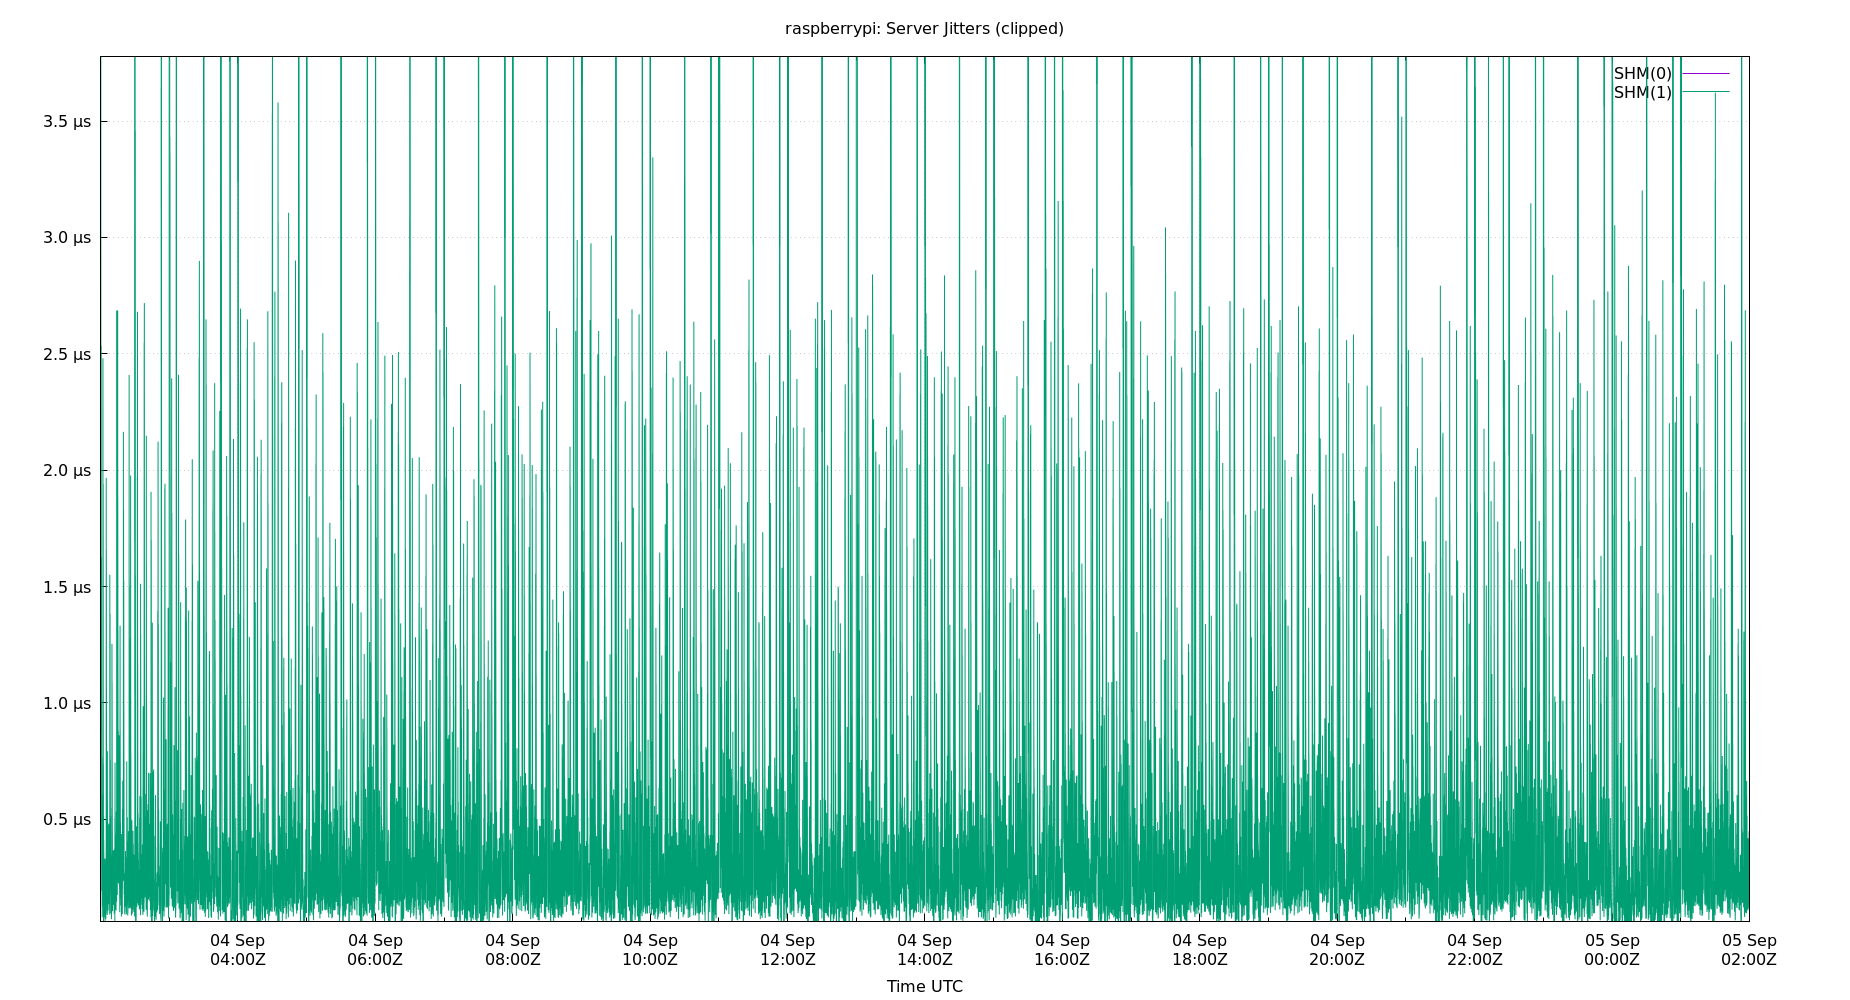 raspberrypi: Server Jitters (clipped)
SHM(0)
SHM(1)
3.5 µs
3.0 µs
2.5 µs
2.0 µs
1.5 µs
1.0 µs
0.5 µs
04 Sep 04 Sep 04 Sep 04 Sep 04 Sep 04 Sep 04 Sep 04 Sep 04 Sep 04 Sep 05 Sep 05 Sep
04:00Z 06:00Z 08:00Z 10:00Z 12:00Z 14:00Z 16:00Z 18:00Z 20:00Z 22:00Z 00:00Z 02:00Z
Time UTC